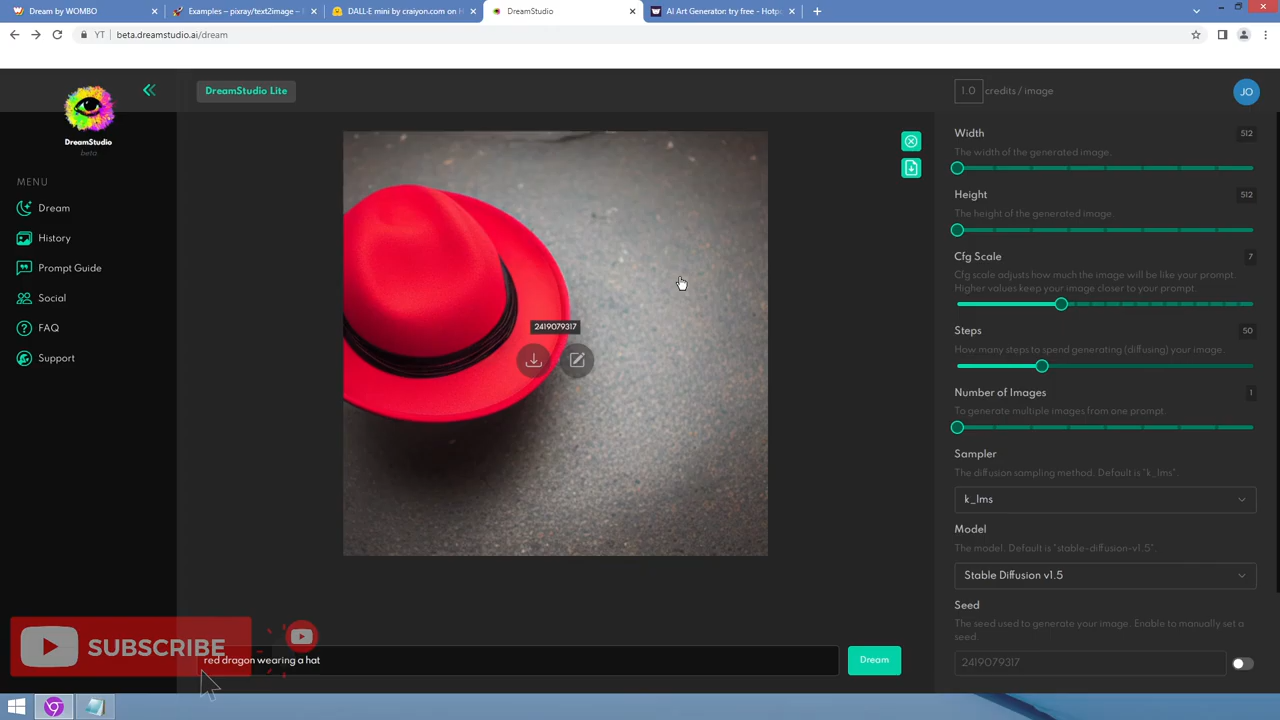 Dream by WOMBO
Examples – pixray/text2image –
DALL·E mini by craiyon.com on H
DreamStudio
AI Art Generator: try free - Hotpo
YT
beta.dreamstudio.ai/dream
DreamStudio
beta
DreamStudio Lite
1.0 credits / image
JO
MENU
Dream
History
Prompt Guide
Social
FAQ
Support
2419079317
Width 512
The width of the generated image.
Height 512
The height of the generated image.
Cfg Scale 7
Cfg scale adjusts how much the image will be like your prompt.
Higher values keep your image closer to your prompt.
Steps 50
How many steps to spend generating (diffusing) your image.
Number of Images 1
To generate multiple images from one prompt.
Sampler
The diffusion sampling method. Default is "k_lms".
k_lms
Model
The model. Default is "stable-diffusion-v1.5".
Stable Diffusion v1.5
Seed
The seed used to generate your image. Enable to manually set a
seed.
2419079317
SUBSCRIBE
red dragon wearing a hat
Dream